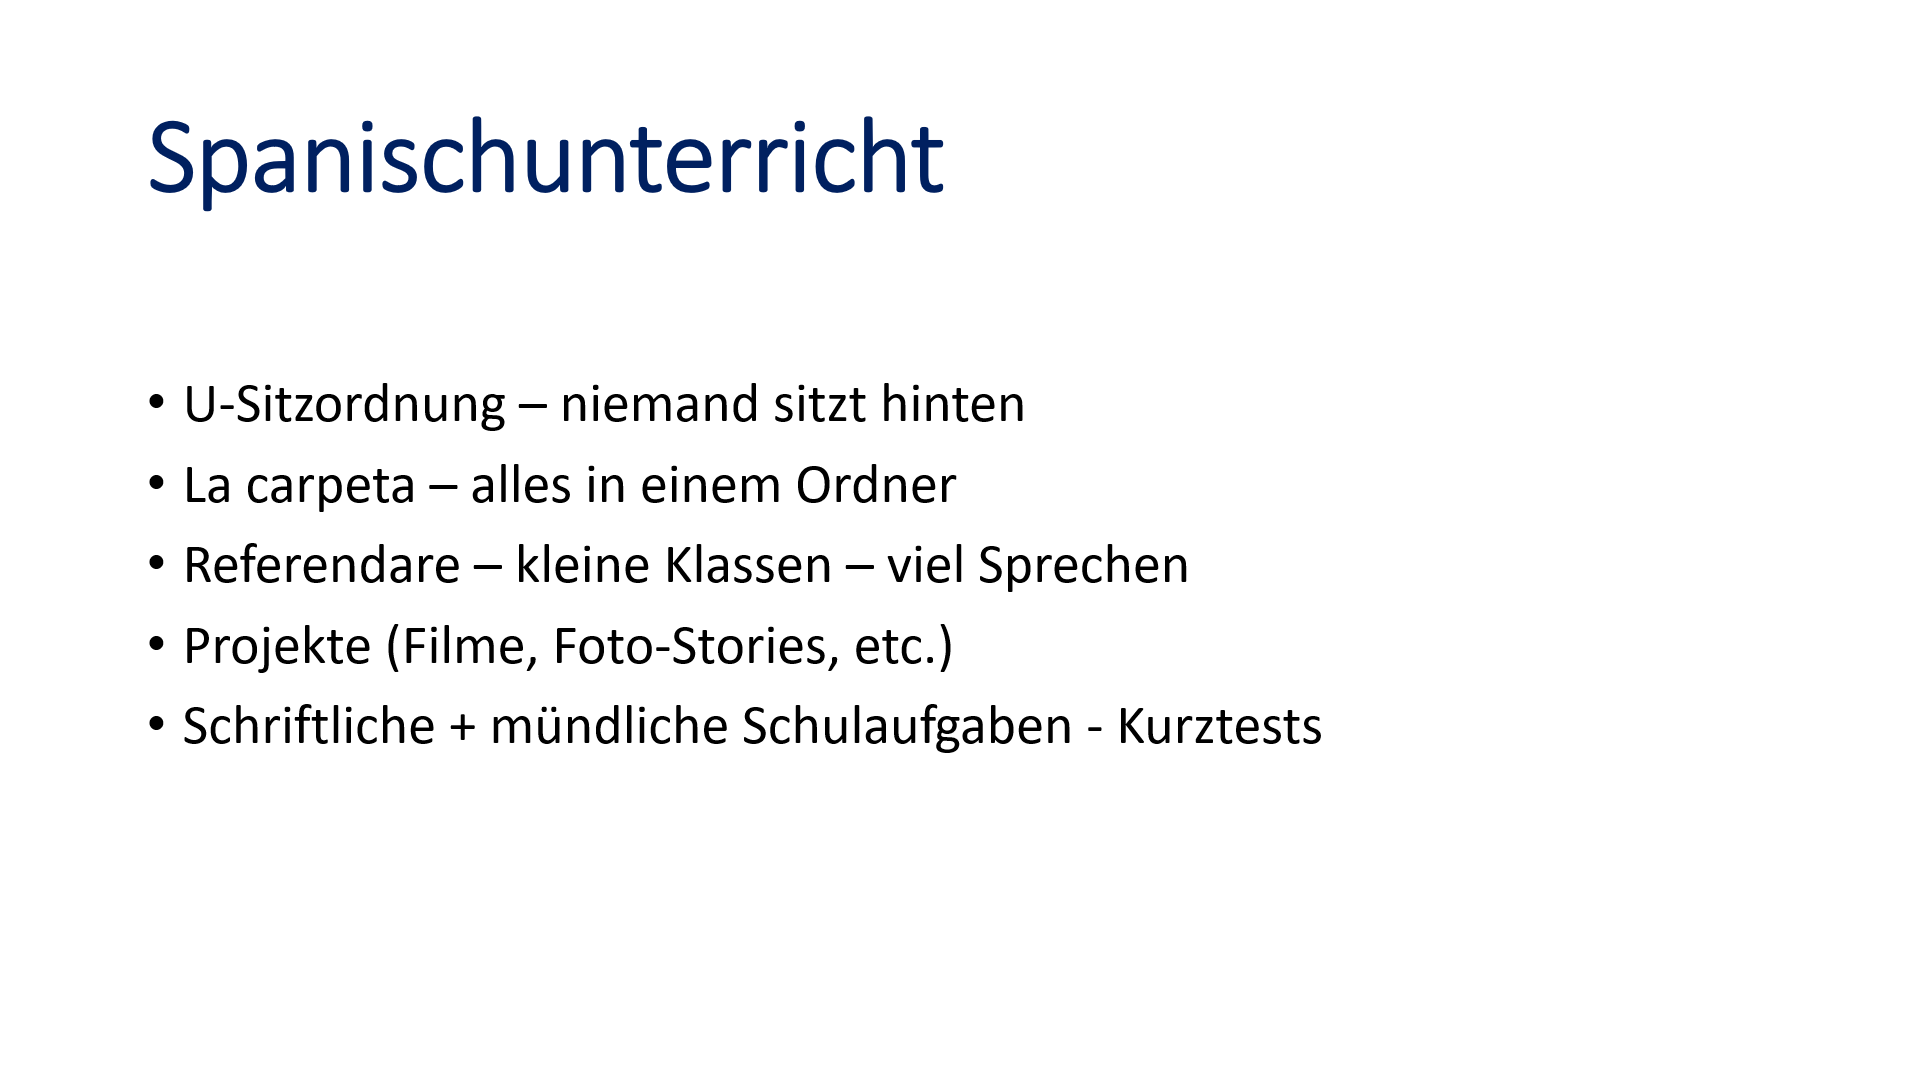 Spanischunterricht
• U-Sitzordnung – niemand sitzt hinten
• La carpeta – alles in einem Ordner
• Referendare – kleine Klassen – viel Sprechen
• Projekte (Filme, Foto-Stories, etc.)
• Schriftliche + mündliche Schulaufgaben - Kurztests